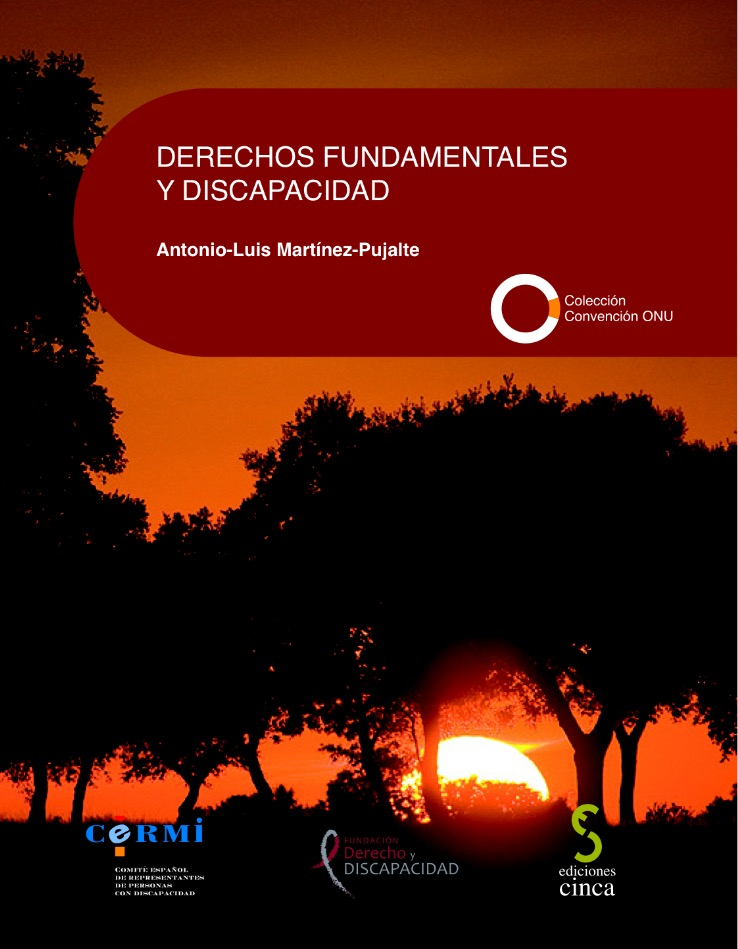 DERECHOS FUNDAMENTALES
Y DISCAPACIDAD
Antonio-Luis Martínez-Pujalte
Colección
Convención ONU
CERMI
COMITÉ ESPAÑOL
DE REPRESENTANTES
DE PERSONAS
CON DISCAPACIDAD
FUNDACIÓN
Derecho y
DISCAPACIDAD
ediciones
cinca